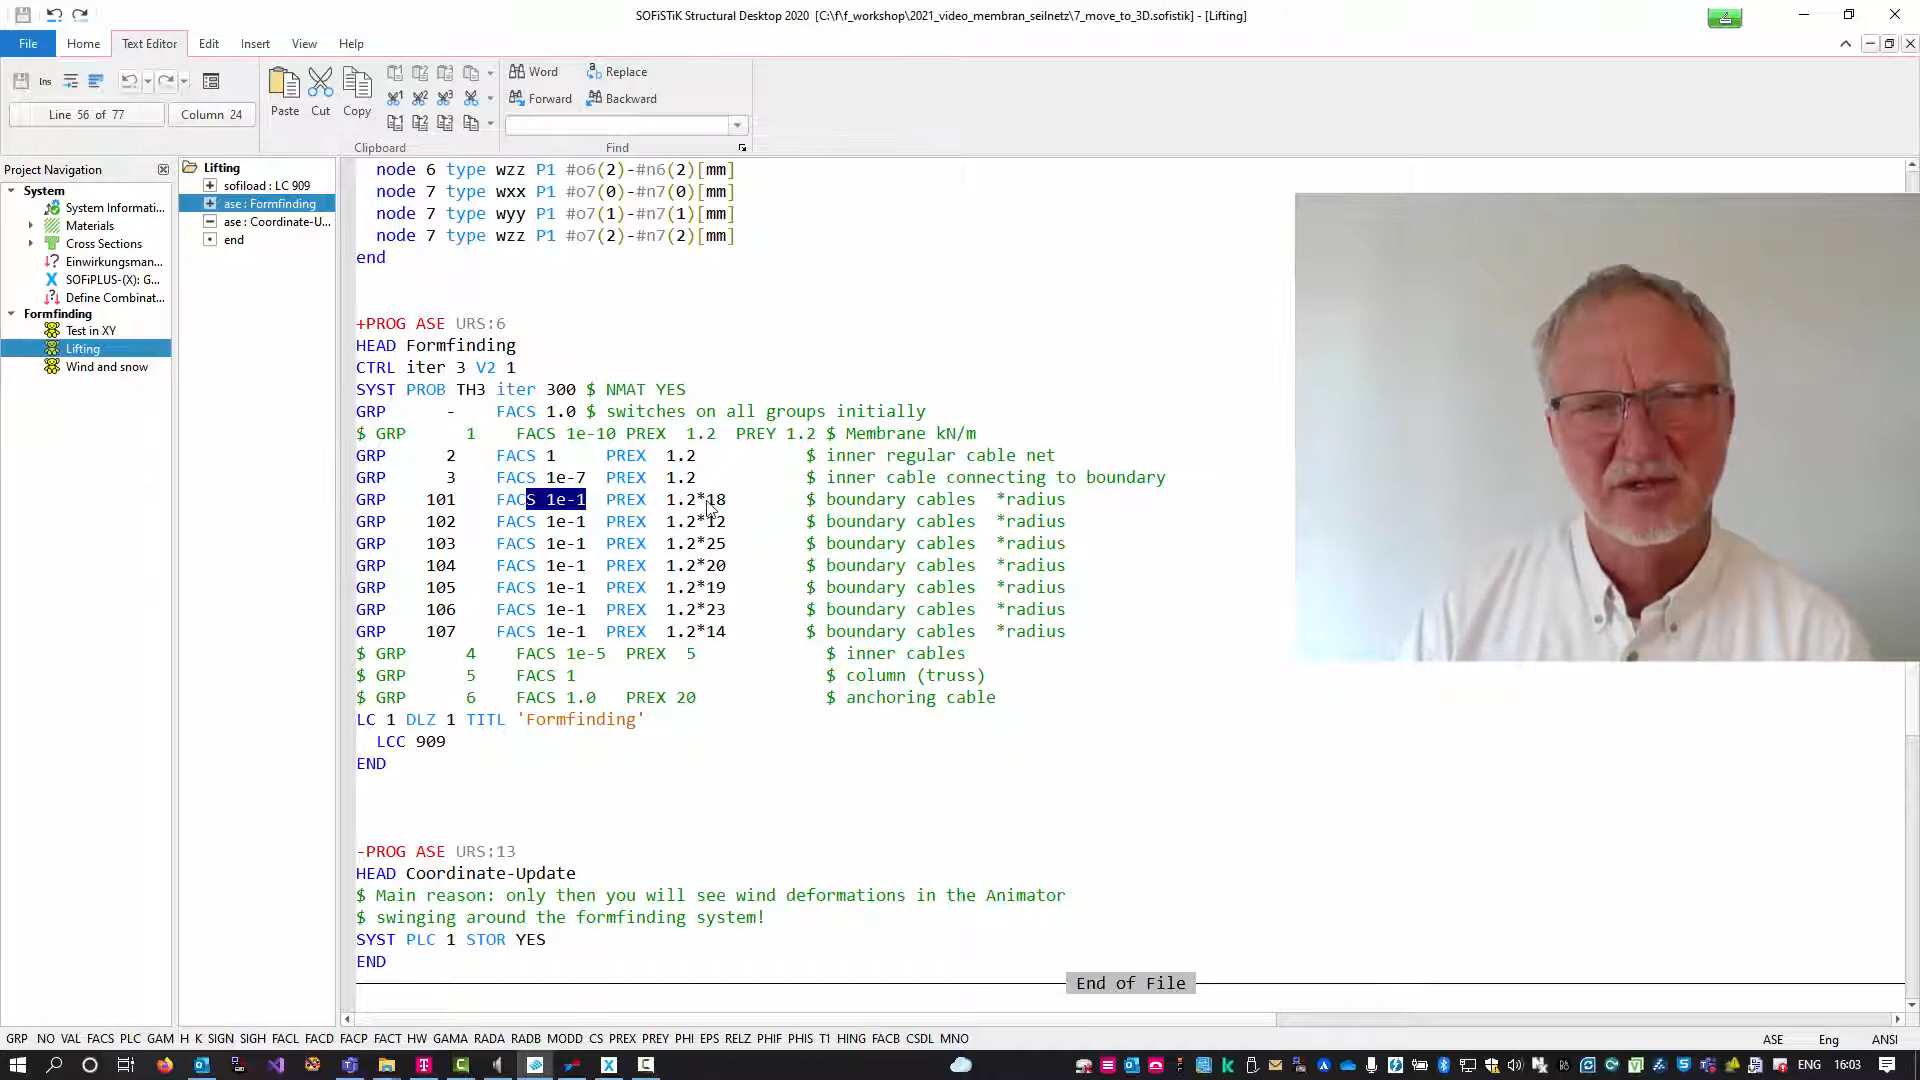 SOFiSTiK Structural Desktop 2020 [C:\f\f_workshop\2021_video_membran_seilnetz\7_move_to_3D.sofistik] - [Lifting]
File Home Text Editor Edit Insert View Help
Ins
Line 56 of 77 Column 24
Paste Cut Copy
Word Replace
Forward Backward
Clipboard Find
Project Navigation
System
System Informati...
Materials
Cross Sections
Einwirkungsman...
SOFiPLUS-(X): G...
Define Combinat...
Formfinding
Test in XY
Lifting
Wind and snow
Lifting
sofiload : LC 909
ase : Formfinding
ase : Coordinate-U...
end
node 6 type wzz P1 #o6(2)-#n6(2)[mm]
node 7 type wxx P1 #o7(0)-#n7(0)[mm]
node 7 type wyy P1 #o7(1)-#n7(1)[mm]
node 7 type wzz P1 #o7(2)-#n7(2)[mm]
end
+PROG ASE URS:6
HEAD Formfinding
CTRL iter 3 V2 1
SYST PROB TH3 iter 300 $ NMAT YES
GRP - FACS 1.0 $ switches on all groups initially
$ GRP 1 FACS 1e-10 PREX 1.2 PREY 1.2 $ Membrane kN/m
GRP 2 FACS 1 PREX 1.2 $ inner regular cable net
GRP 3 FACS 1e-7 PREX 1.2 $ inner cable connecting to boundary
GRP 101 FACS 1e-1 PREX 1.2*18 $ boundary cables *radius
GRP 102 FACS 1e-1 PREX 1.2*12 $ boundary cables *radius
GRP 103 FACS 1e-1 PREX 1.2*25 $ boundary cables *radius
GRP 104 FACS 1e-1 PREX 1.2*20 $ boundary cables *radius
GRP 105 FACS 1e-1 PREX 1.2*19 $ boundary cables *radius
GRP 106 FACS 1e-1 PREX 1.2*23 $ boundary cables *radius
GRP 107 FACS 1e-1 PREX 1.2*14 $ boundary cables *radius
$ GRP 4 FACS 1e-5 PREX 5 $ inner cables
$ GRP 5 FACS 1 $ column (truss)
$ GRP 6 FACS 1.0 PREX 20 $ anchoring cable
LC 1 DLZ 1 TITL 'Formfinding'
LCC 909
END
-PROG ASE URS:13
HEAD Coordinate-Update
$ Main reason: only then you will see wind deformations in the Animator
$ swinging around the formfinding system!
SYST PLC 1 STOR YES
END
End of File
GRP NO VAL FACS PLC GAM H K SIGN SIGH FACL FACD FACP FACT HW GAMA RADA RADB MODD CS PREX PREY PHI EPS RELZ PHIF PHIS T1 HING FACB CSDL MNO ASE Eng ANSI
ENG 16:03